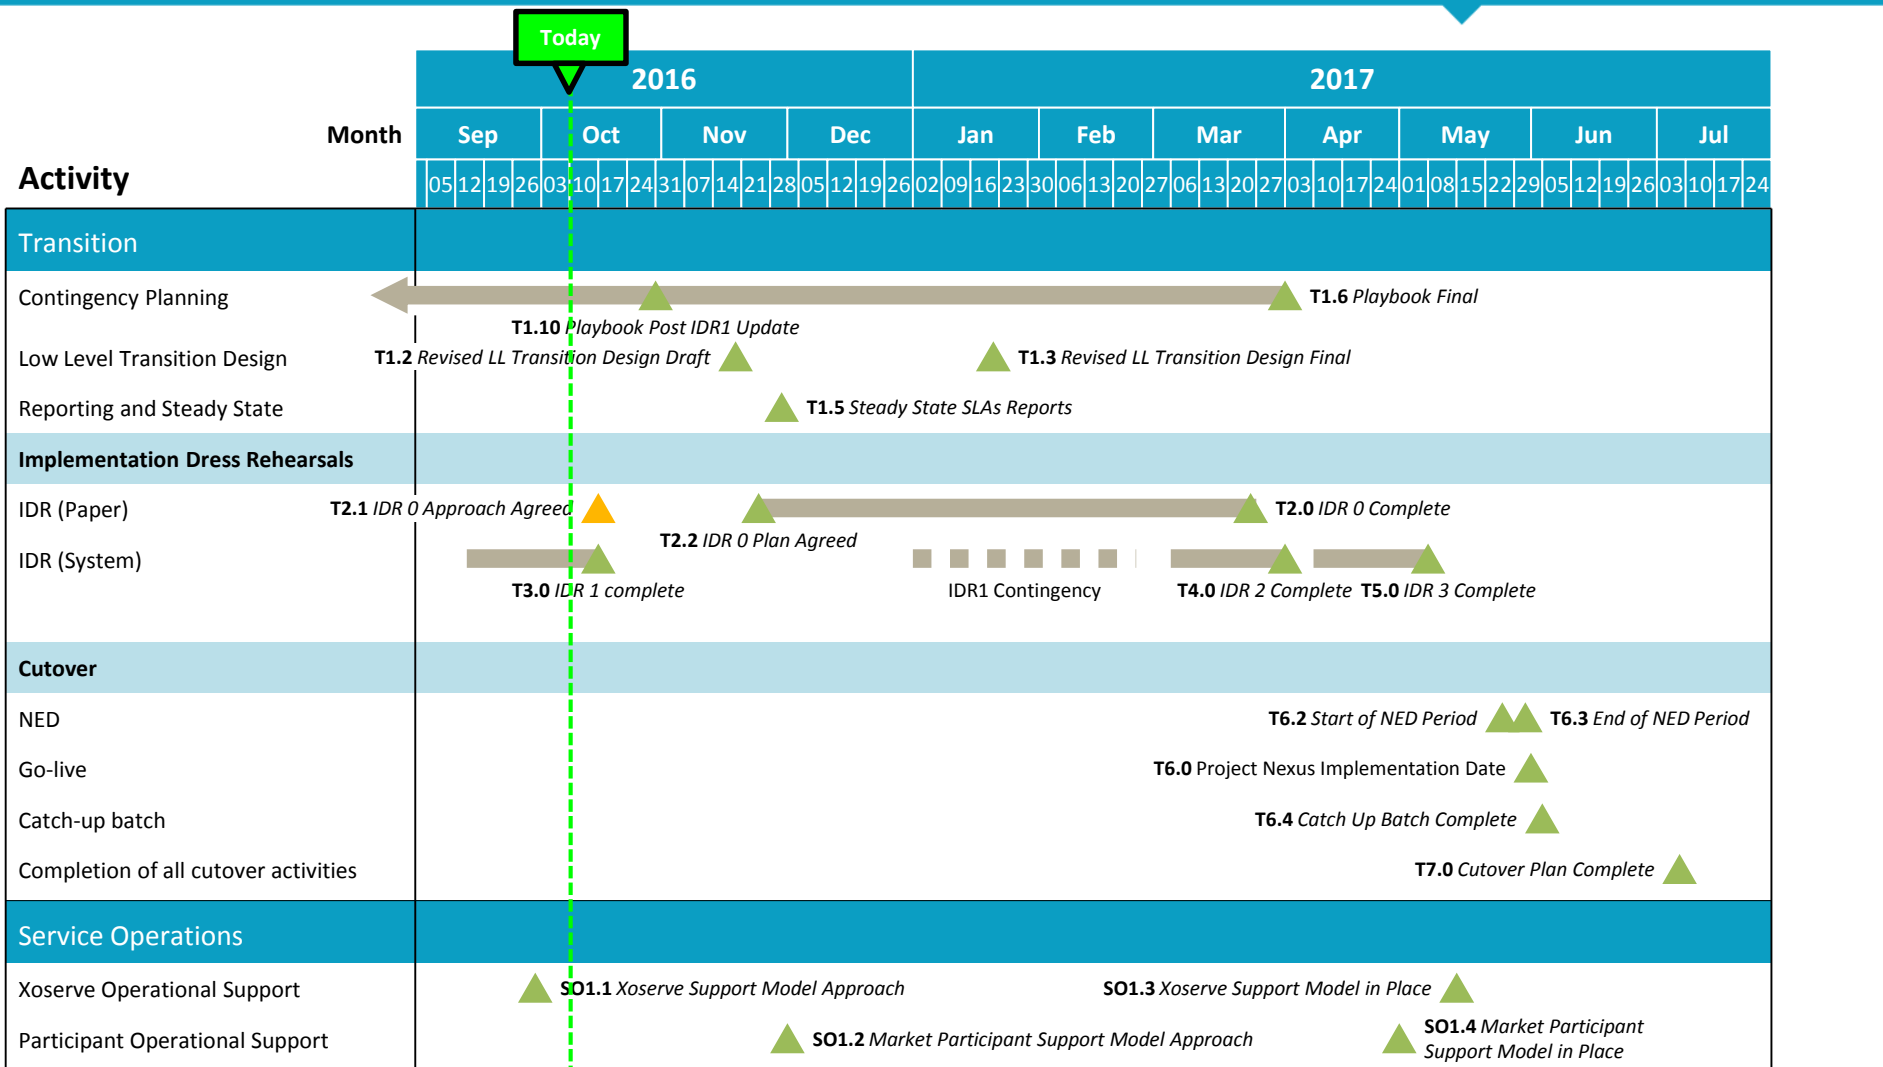 Today
2016 2017
Month Sep Oct Nov Dec Jan Feb Mar Apr May Jun Jul
Activity 05 12 19 26 03 10 17 24 31 07 14 21 28 05 12 19 26 02 09 16 23 30 06 13 20 27 06 13 20 27 03 10 17 24 01 08 15 22 29 05 12 19 26 03 10 17 24
Transition
Contingency Planning T1.6 Playbook Final
T1.10 Playbook Post IDR1 Update
Low Level Transition Design T1.2 Revised LL Transition Design Draft T1.3 Revised LL Transition Design Final
Reporting and Steady State T1.5 Steady State SLAs Reports
Implementation Dress Rehearsals
IDR (Paper) T2.1 IDR 0 Approach Agreed T2.0 IDR 0 Complete
T2.2 IDR 0 Plan Agreed
IDR (System)
T3.0 IDR 1 complete IDR1 Contingency T4.0 IDR 2 Complete T5.0 IDR 3 Complete
Cutover
NED T6.2 Start of NED Period T6.3 End of NED Period
Go-live T6.0 Project Nexus Implementation Date
Catch-up batch T6.4 Catch Up Batch Complete
Completion of all cutover activities T7.0 Cutover Plan Complete
Service Operations
Xoserve Operational Support SO1.1 Xoserve Support Model Approach SO1.3 Xoserve Support Model in Place
Participant Operational Support SO1.2 Market Participant Support Model Approach SO1.4 Market Participant
Support Model in Place